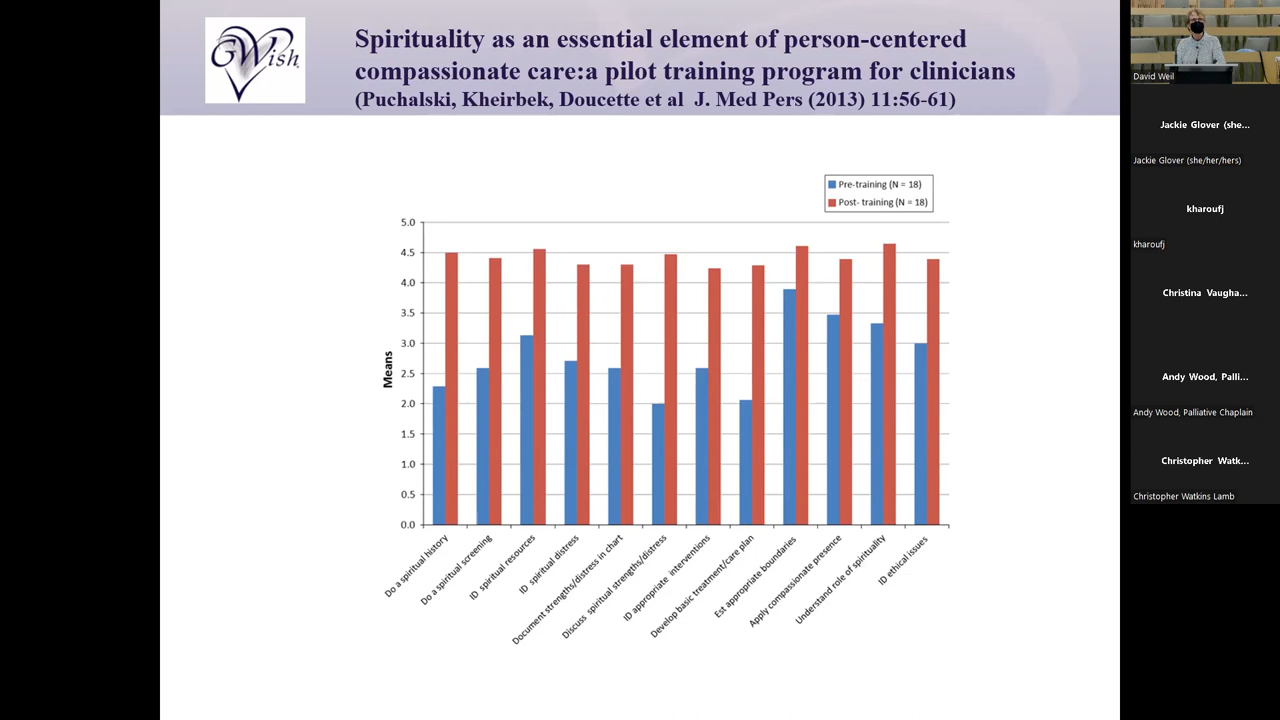 GWish
Spirituality as an essential element of person-centered
compassionate care:a pilot training program for clinicians
(Puchalski, Kheirbek, Doucette et al J. Med Pers (2013) 11:56-61)
Pre-training (N = 18)
Post- training (N = 18)
Means
5.0
4.5
4.0
3.5
3.0
2.5
2.0
1.5
1.0
0.5
0.0
Do a spiritual history
Do a spiritual screening
ID spiritual resources
ID spiritual distress
Document strengths/distress in chart
Discuss spiritual strengths/distress
ID appropriate interventions
Develop basic treatment/care plan
Est appropriate boundaries
Apply compassionate presence
Understand role of spirituality
ID ethical issues
David Weil
Jackie Glover (she...
Jackie Glover (she/her/hers)
kharoufj
kharoufj
Christina Vaugha...
Andy Wood, Palli...
Andy Wood, Palliative Chaplain
Christopher Watk...
Christopher Watkins Lamb